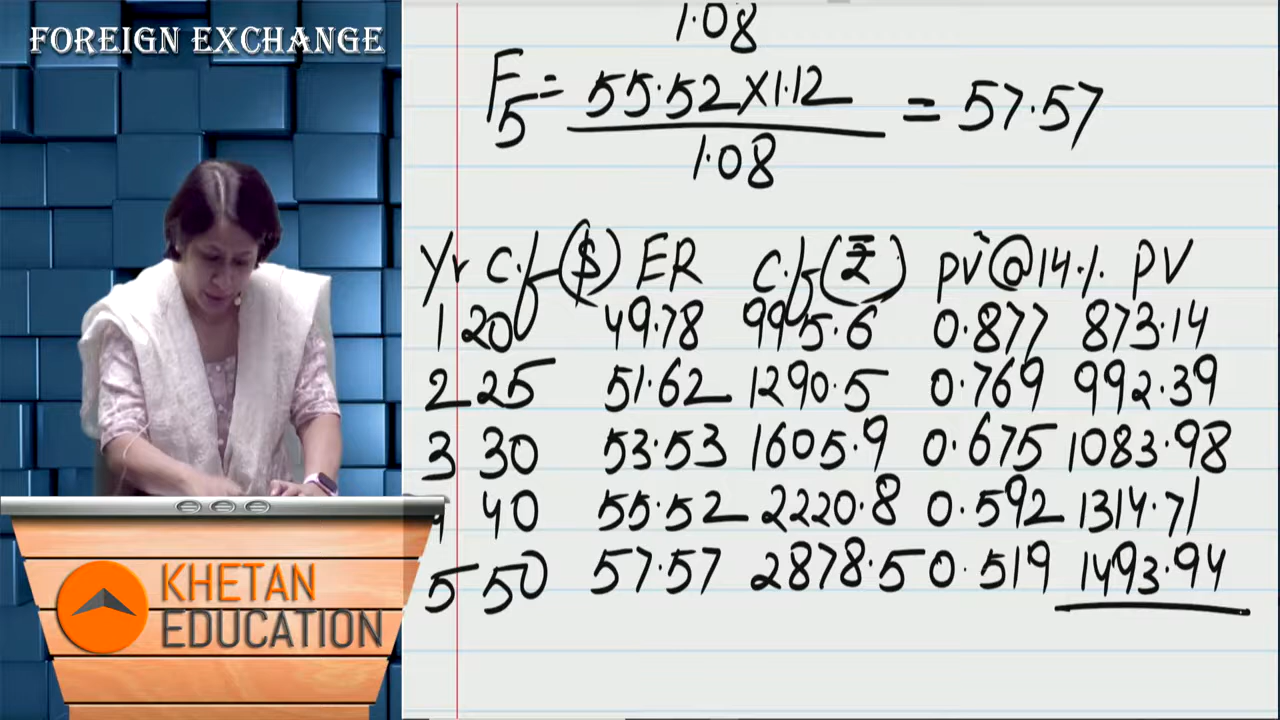 FOREIGN EXCHANGE
1.08
F5 = 55.52 X 1.12 / 1.08 = 57.57
Yr C.f ($) ER C.f (₹) PV @ 14% PV
1 20 49.78 995.6 0.877 873.14
2 25 51.62 1290.5 0.769 992.39
3 30 53.53 1605.9 0.675 1083.98
4 40 55.52 2220.8 0.592 1314.71
5 50 57.57 2878.5 0.519 1493.94
KHETAN
EDUCATION